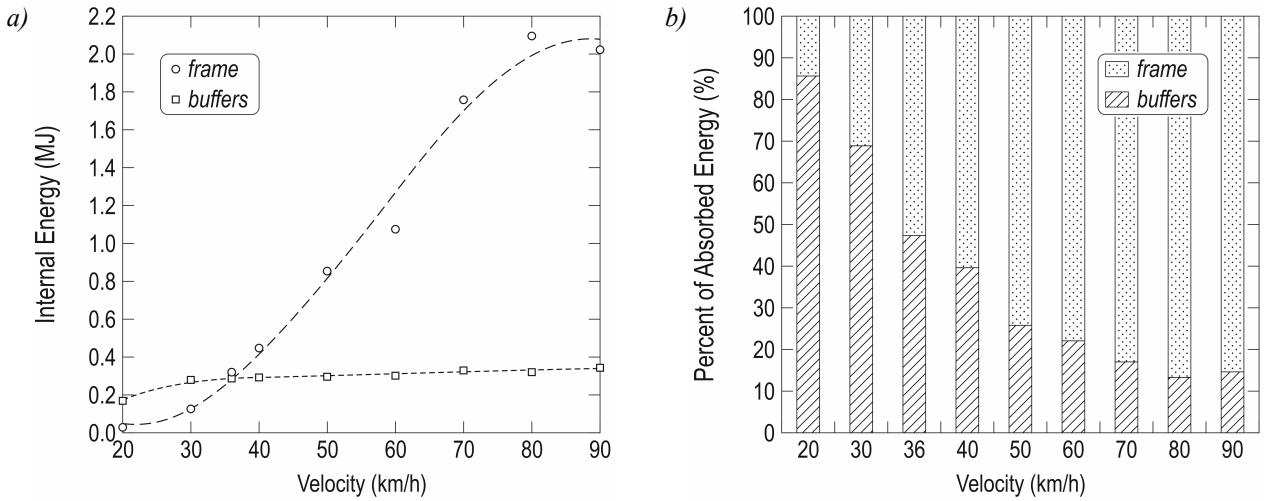 a)
Internal Energy (MJ)
2.2
2.0
1.8
1.6
1.4
1.2
1.0
0.8
0.6
0.4
0.2
0.0
frame
buffers
20 30 40 50 60 70 80 90
Velocity (km/h)
b)
Percent of Absorbed Energy (%)
100
90
80
70
60
50
40
30
20
10
0
frame
buffers
20 30 36 40 50 60 70 80 90
Velocity (km/h)